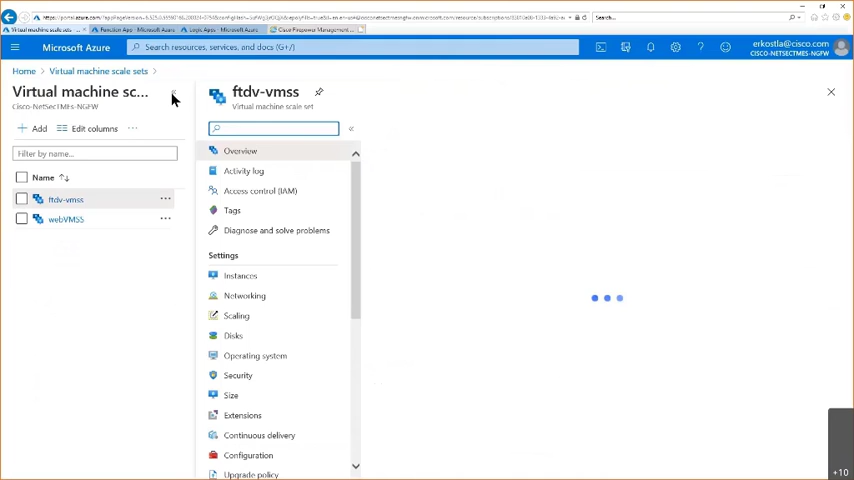 Virtual machine scale sets - ...
Function App - Microsoft Azure
Logic Apps - Microsoft Azure
Cisco Firepower Management ...
Search...
Microsoft Azure
Search resources, services, and docs (G+/)
erkostla@cisco.com
CISCO-NETSECTMES-NGFW
Home > Virtual machine scale sets >
Virtual machine sc... «
Cisco-NetSecTMEs-NGFW
+ Add Edit columns ...
Filter by name...
Name ↑↓
ftdv-vmss ...
webVMSS ...
ftdv-vmss
Virtual machine scale set
«
Overview
Activity log
Access control (IAM)
Tags
Diagnose and solve problems
Settings
Instances
Networking
Scaling
Disks
Operating system
Security
Size
Extensions
Continuous delivery
Configuration
Upgrade policy
+10